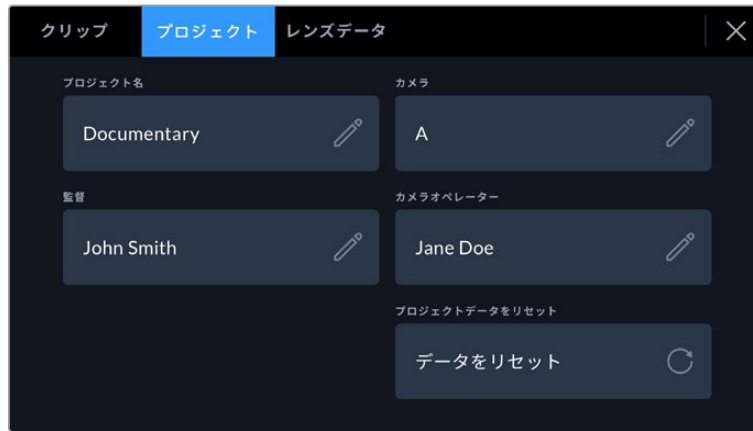 クリップ プロジェクト レンズデータ
プロジェクト名 カメラ
Documentary A
監督 カメラオペレーター
John Smith Jane Doe
プロジェクトデータをリセット
データをリセット